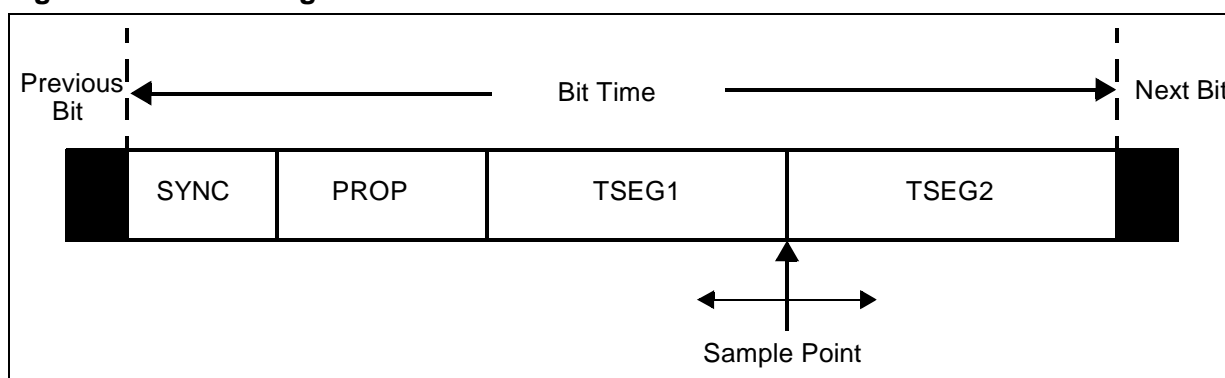 Previous
Bit
Bit Time
Next Bit
SYNC
PROP
TSEG1
TSEG2
Sample Point